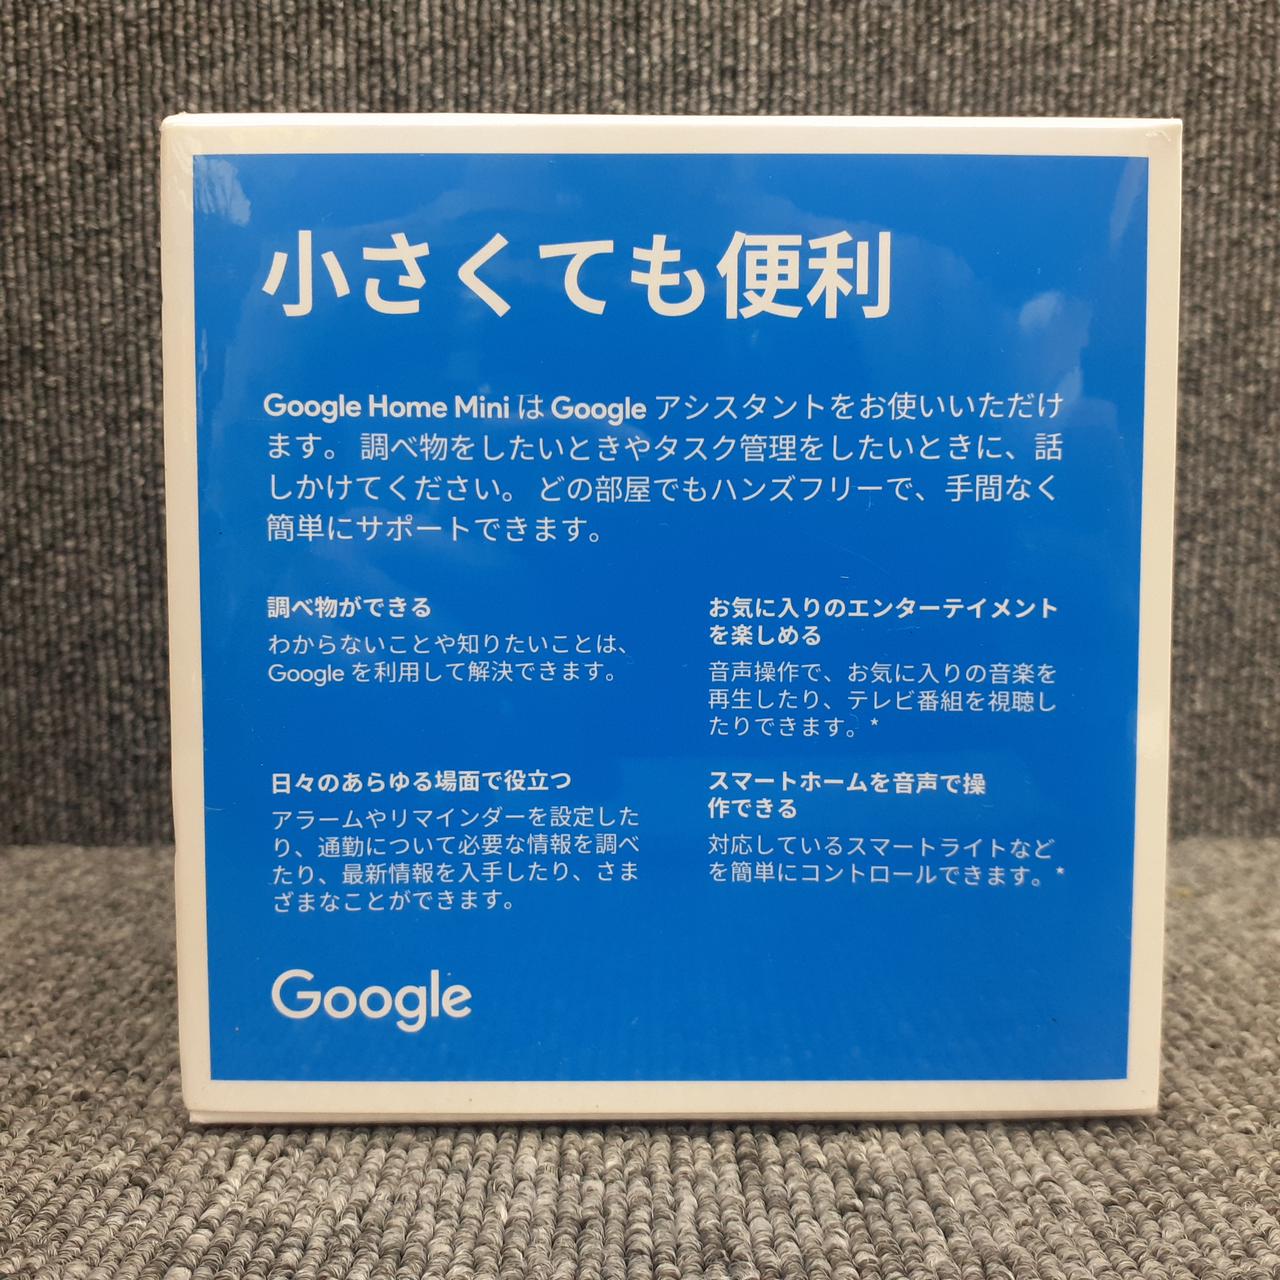 小さくても便利
Google Home Mini は Google アシスタントをお使いいただけ
ます。 調べ物をしたいときやタスク管理をしたいときに、話
しかけてください。 どの部屋でもハンズフリーで、手間なく
簡単にサポートできます。
調べ物ができる
わからないことや知りたいことは、
Google を利用して解決できます。
お気に入りのエンターテイメント
を楽しめる
音声操作で、お気に入りの音楽を
再生したり、テレビ番組を視聴し
たりできます。*
日々のあらゆる場面で役立つ
アラームやリマインダーを設定した
り、通勤について必要な情報を調べ
たり、最新情報を入手したり、さま
ざまなことができます。
スマートホームを音声で操
作できる
対応しているスマートライトなど
を簡単にコントロールできます。*
Google